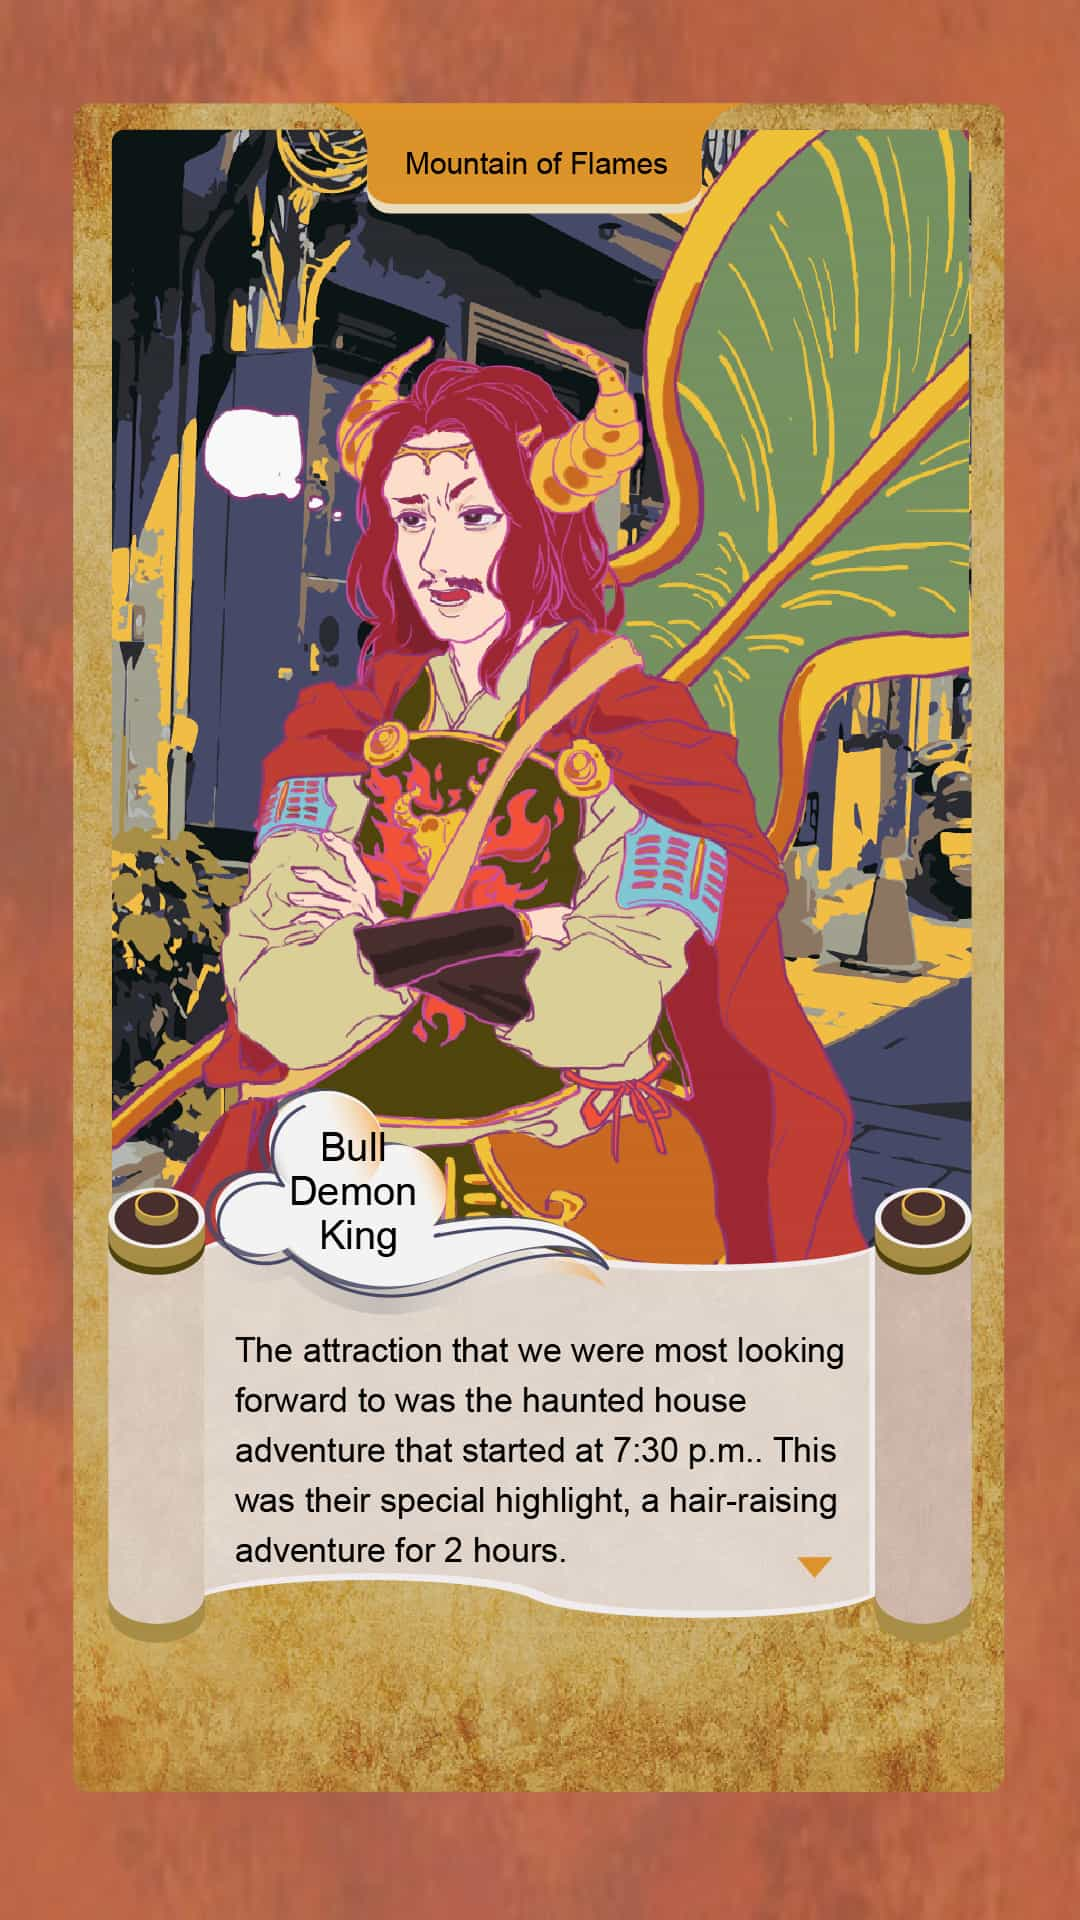 Mountain of Flames
Bull
Demon
King
The attraction that we were most looking
forward to was the haunted house
adventure that started at 7:30 p.m.. This
was their special highlight, a hair-raising
adventure for 2 hours.